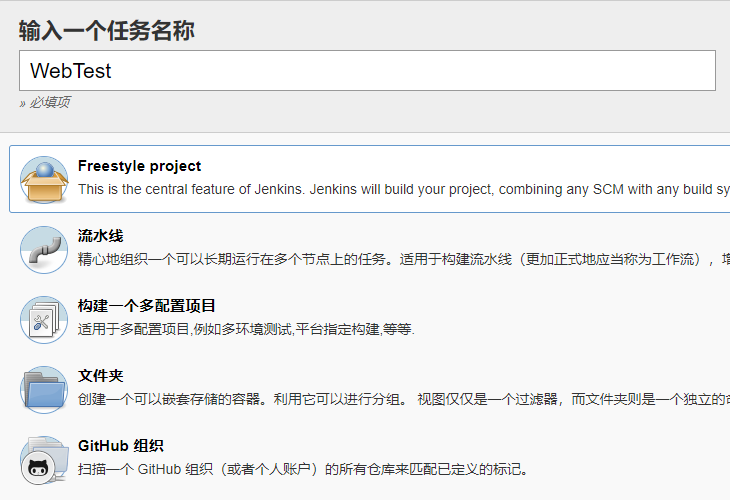 输入一个任务名称
WebTest
» 必填项
Freestyle project
This is the central feature of Jenkins. Jenkins will build your project, combining any SCM with any build sy
流水线
精心地组织一个可以长期运行在多个节点上的任务。适用于构建流水线（更加正式地应当称为工作流），增
构建一个多配置项目
适用于多配置项目,例如多环境测试,平台指定构建,等等.
文件夹
创建一个可以嵌套存储的容器。利用它可以进行分组。 视图仅仅是一个过滤器，而文件夹则是一个独立的命
GitHub 组织
扫描一个 GitHub 组织（或者个人账户）的所有仓库来匹配已定义的标记。